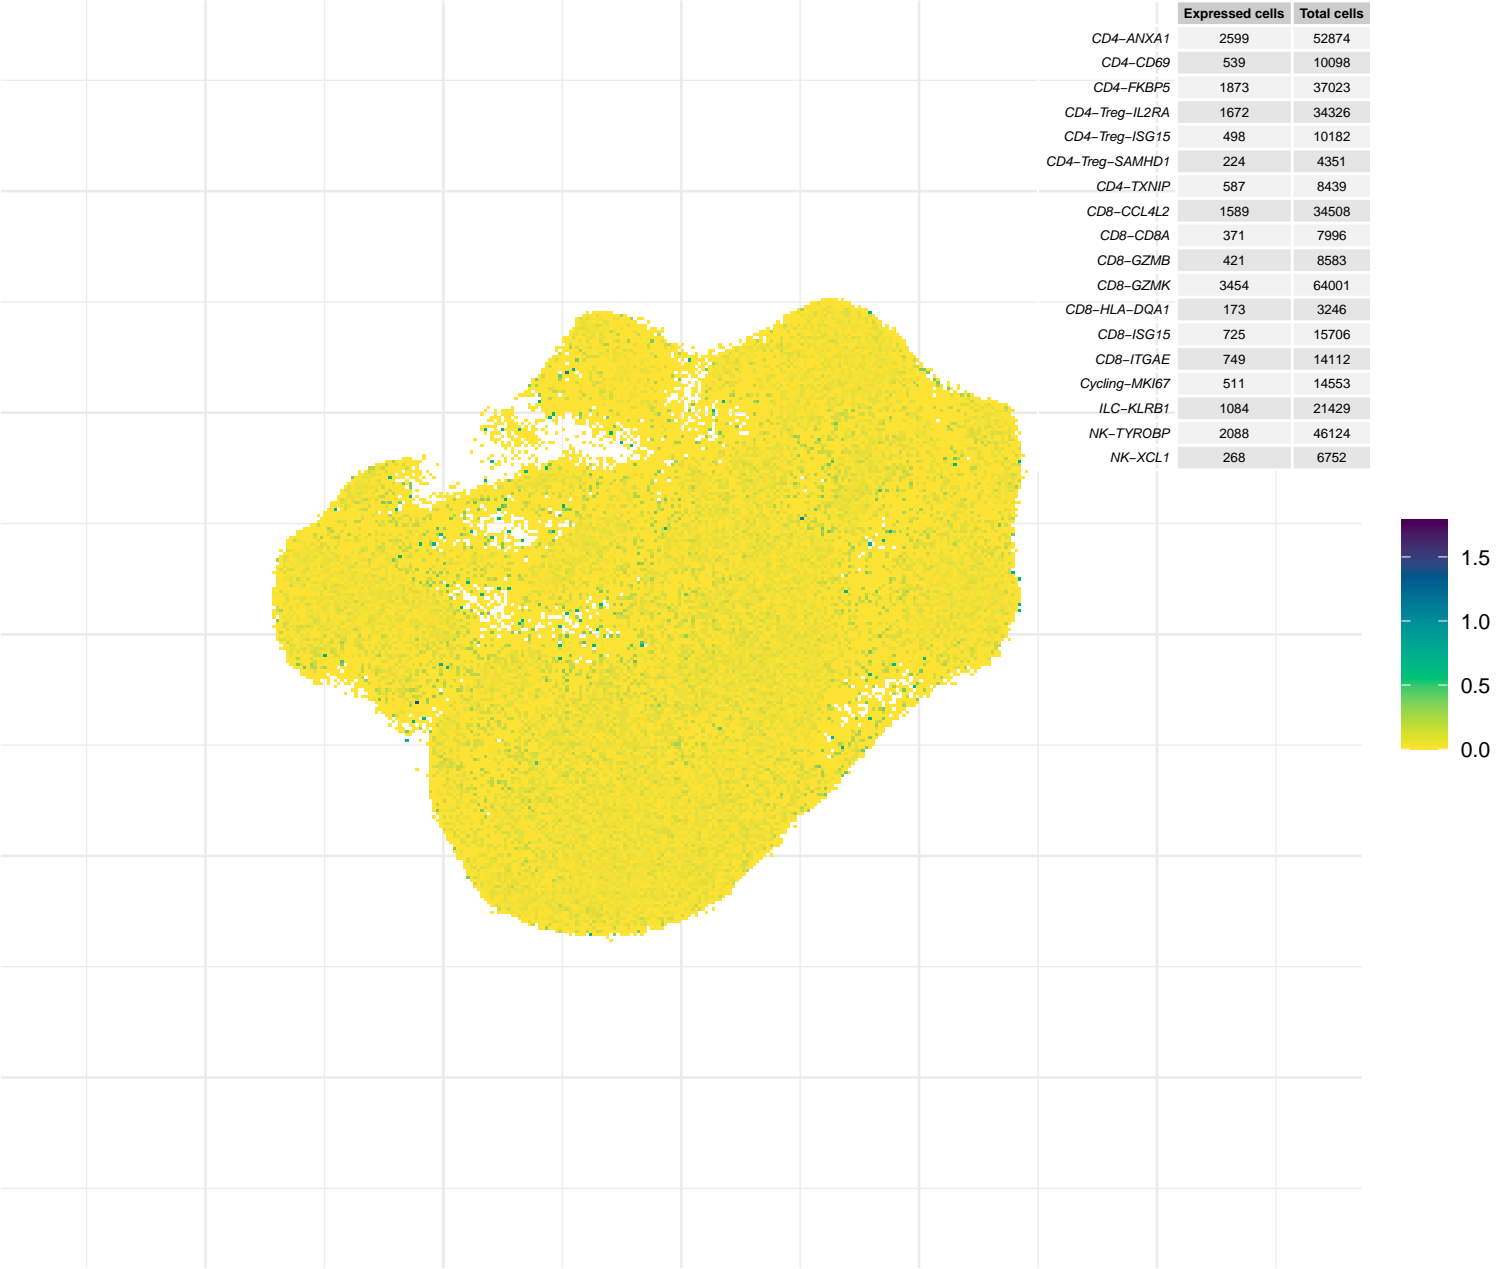 Expressed cells Total cells
CD4−ANXA1 2599 52874
CD4−CD69 539 10098
CD4−FKBP5 1873 37023
CD4−Treg−IL2RA 1672 34326
CD4−Treg−ISG15 498 10182
CD4−Treg−SAMHD1 224 4351
CD4−TXNIP 587 8439
CD8−CCL4L2 1589 34508
CD8−CD8A 371 7996
CD8−GZMB 421 8583
CD8−GZMK 3454 64001
CD8−HLA−DQA1 173 3246
CD8−ISG15 725 15706
CD8−ITGAE 749 14112
Cycling−MKI67 511 14553
ILC−KLRB1 1084 21429
NK−TYROBP 2088 46124
NK−XCL1 268 6752
1.5
1.0
0.5
0.0